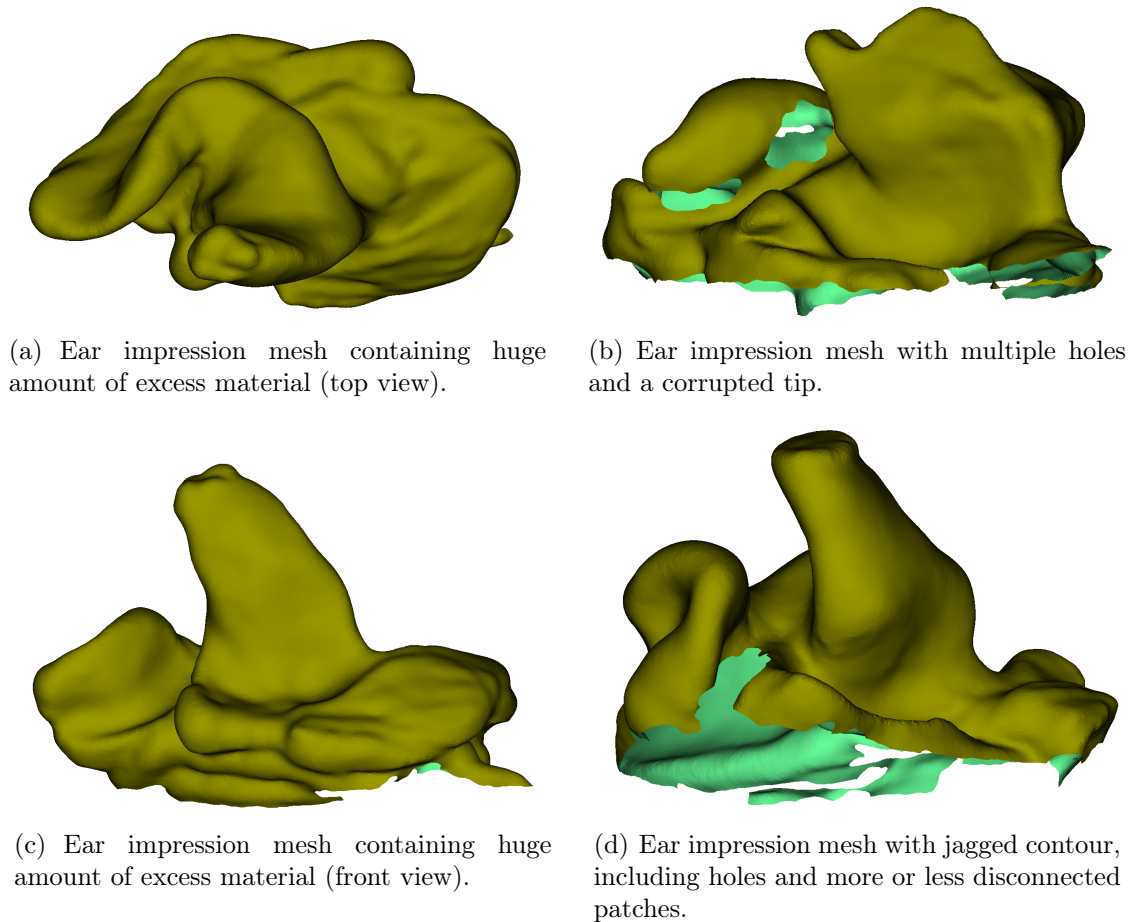 (a) Ear impression mesh containing huge
amount of excess material (top view).
(b) Ear impression mesh with multiple holes
and a corrupted tip.
(c) Ear impression mesh containing huge
amount of excess material (front view).
(d) Ear impression mesh with jagged contour,
including holes and more or less disconnected
patches.